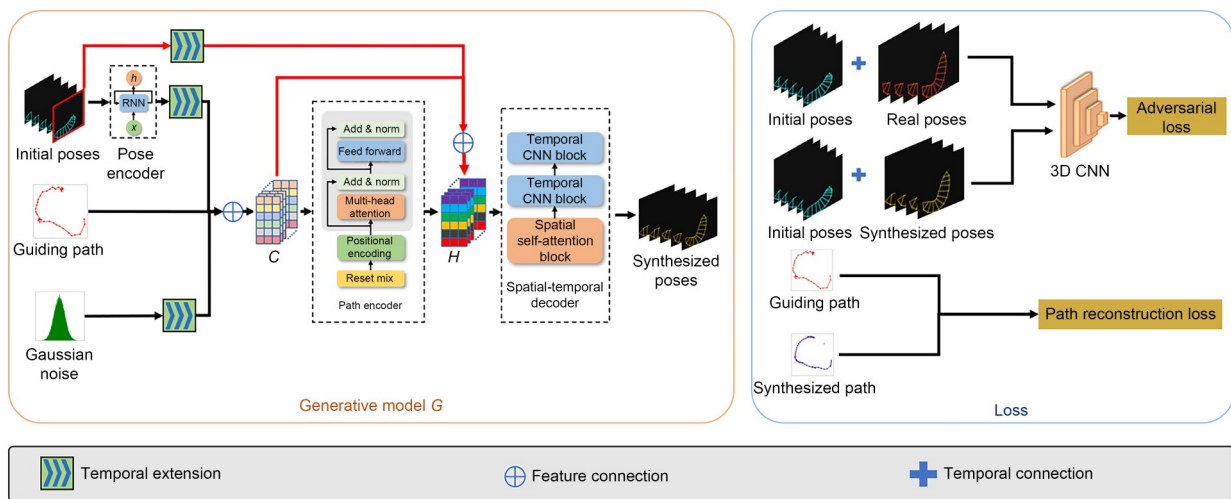 Initial poses
h
RNN
x
Pose
encoder
Guiding path
Gaussian
noise
C
Add & norm
Feed forward
Add & norm
Multi-head
attention
Positional
encoding
Reset mix
Path encoder
H
Temporal
CNN block
Temporal
CNN block
Spatial
self-attention
block
Spatial-temporal
decoder
Synthesized
poses
Generative model G
Initial poses
Real poses
Initial poses
Synthesized poses
3D CNN
Adversarial
loss
Guiding path
Synthesized path
Path reconstruction loss
Loss
Temporal extension
Feature connection
Temporal connection